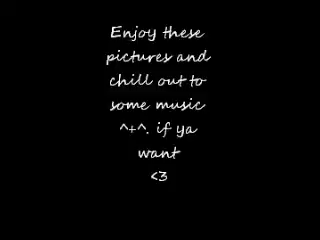 Enjoy these
pictures and
chill out to
some music
^+^. if ya
want
<3